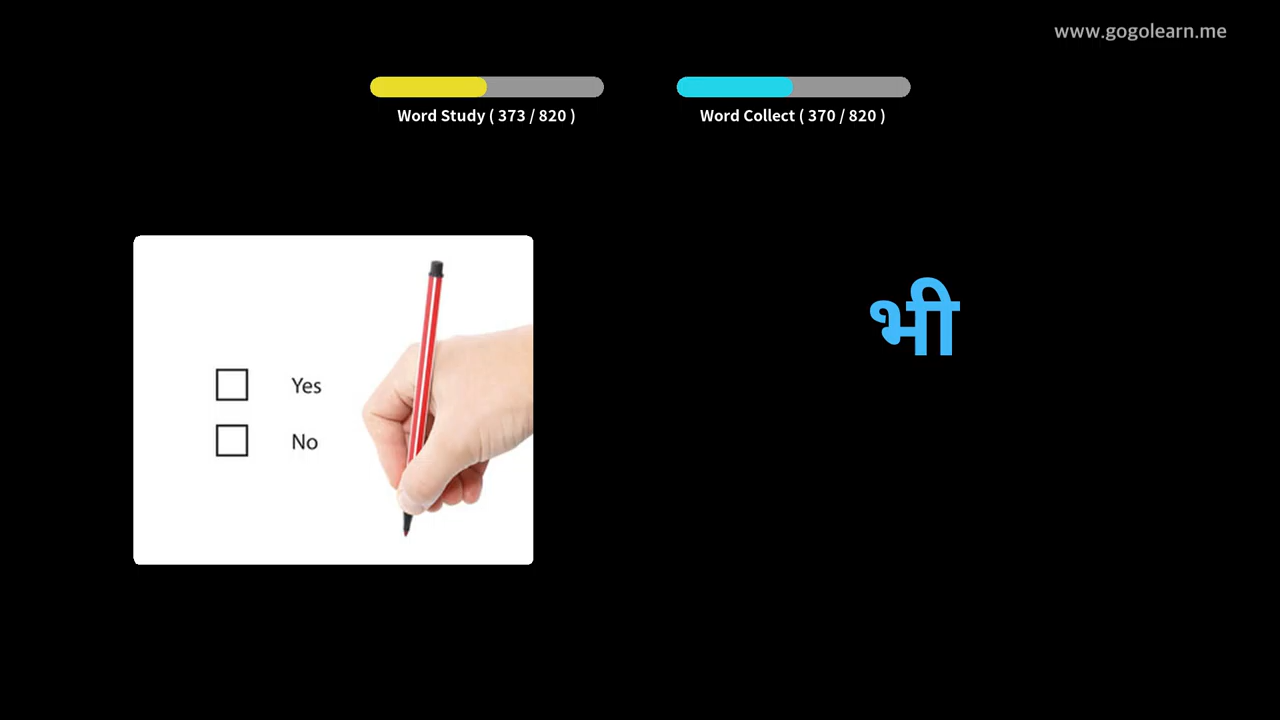 www.gogolearn.me
Word Study ( 373 / 820 )
Word Collect ( 370 / 820 )
Yes
No
भी